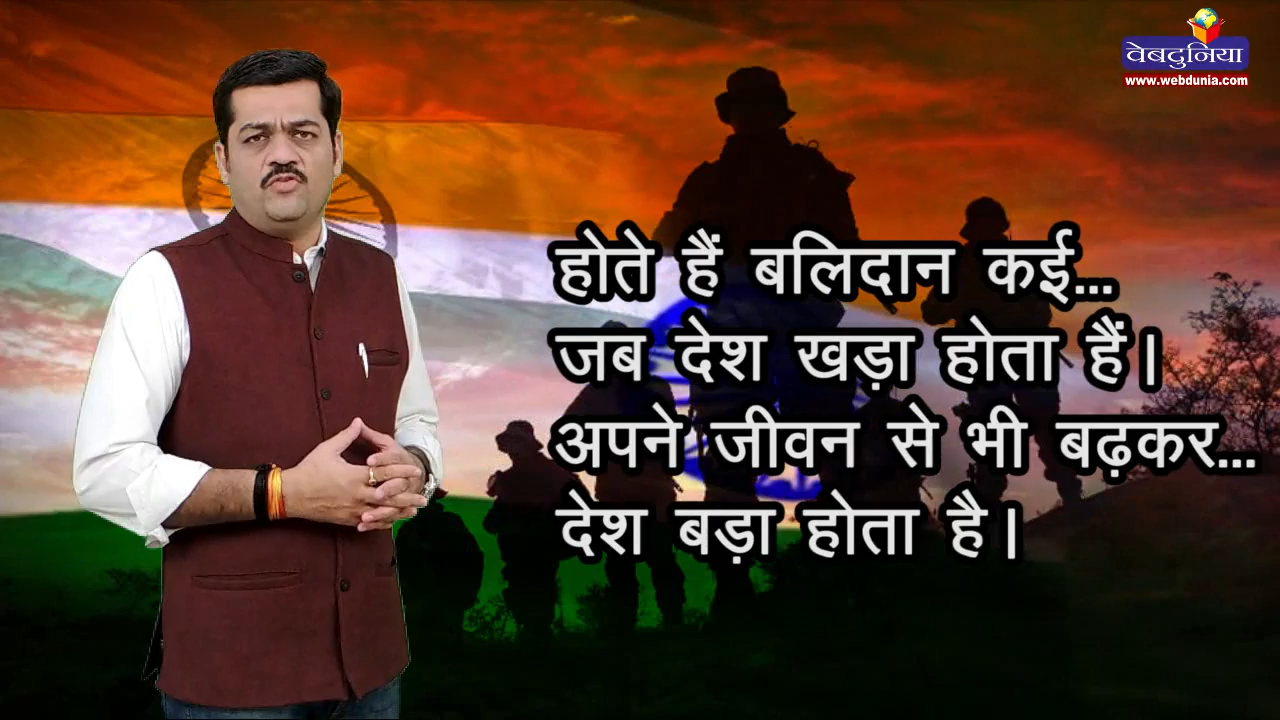 वेबदुनिया
www.webdunia.com
होते हैं बलिदान कई...
जब देश खड़ा होता हैं।
अपने जीवन से भी बढ़कर...
देश बड़ा होता है।